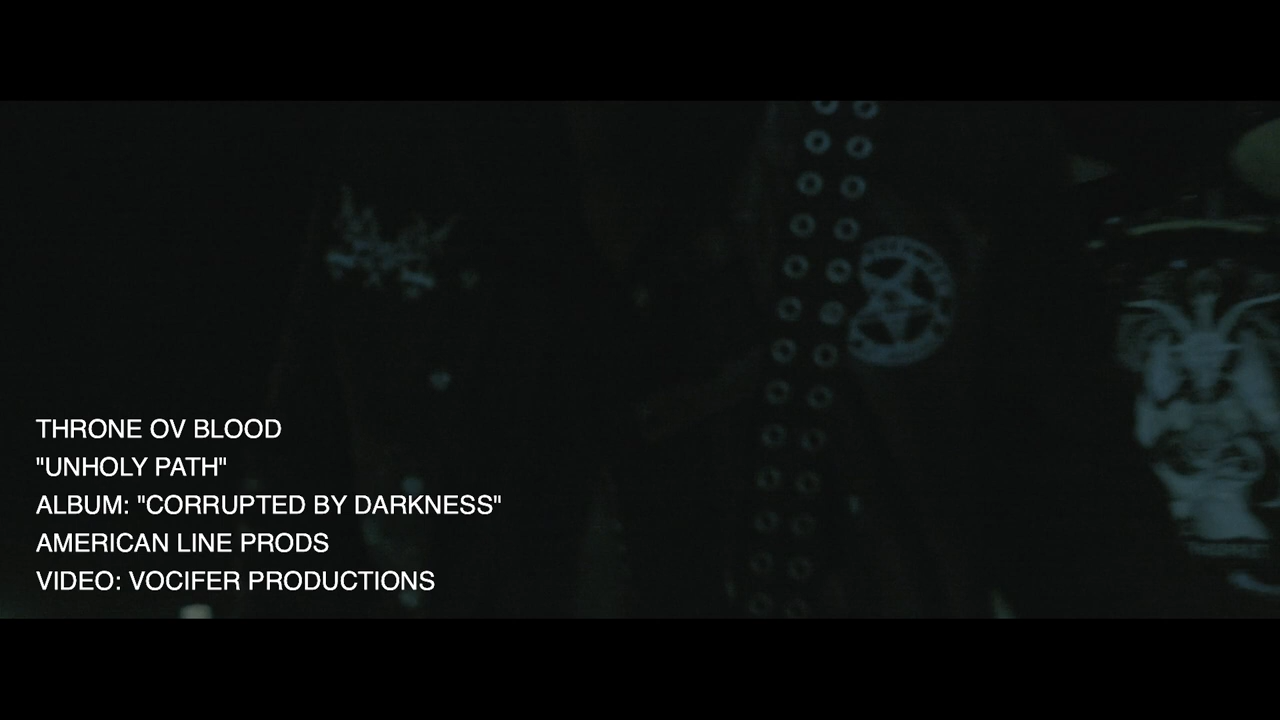 THRONE OV BLOOD
"UNHOLY PATH"
ALBUM: "CORRUPTED BY DARKNESS"
AMERICAN LINE PRODS
VIDEO: VOCIFER PRODUCTIONS